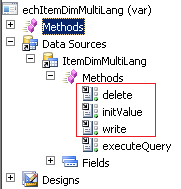 echItemDimMultiLang (var)
Methods
Data Sources
ItemDimMultiLang
Methods
delete
initValue
write
executeQuery
Fields
Designs